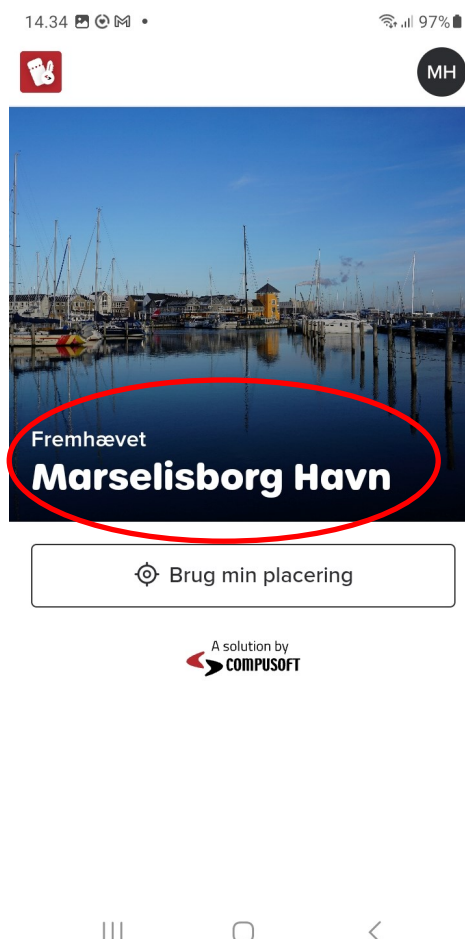 14.34
97%
MH
Fremhævet
Marselisborg Havn
Brug min placering
A solution by
COMPUSOFT